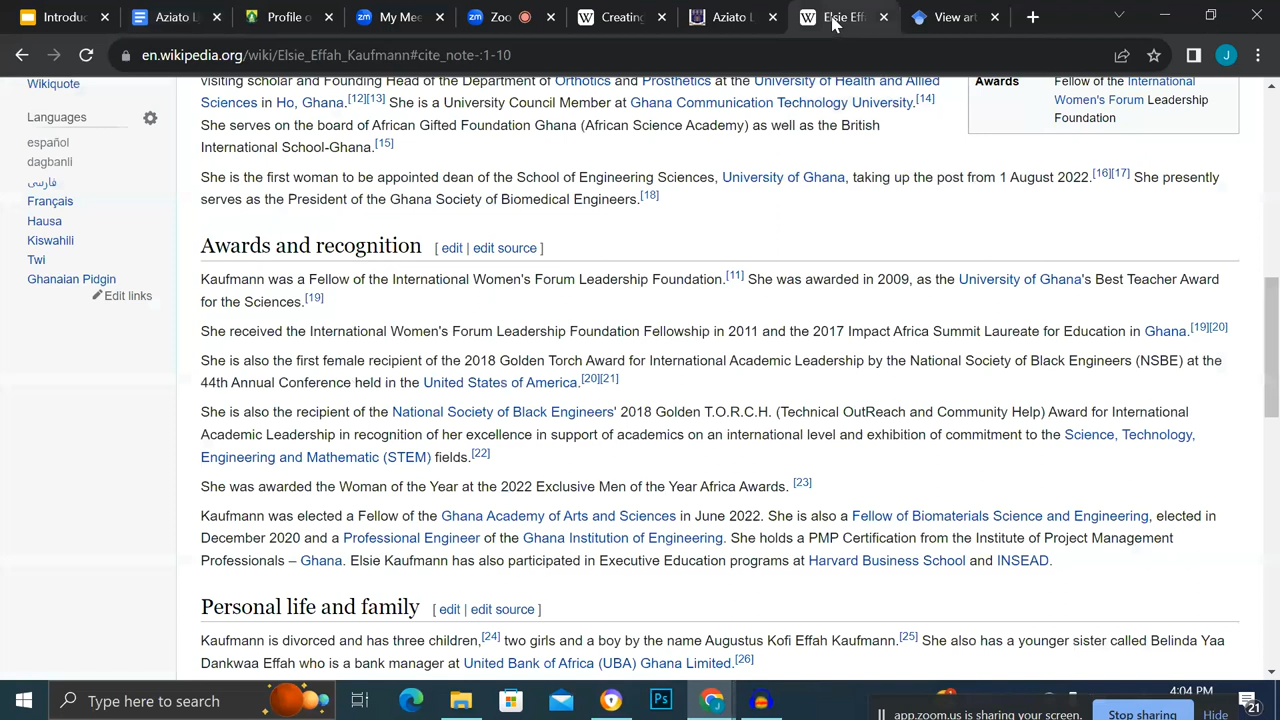 Introduc
Aziato L
Profile o
My Mee
Zoo
Creating
Aziato L
Elsie Eff
View art
en.wikipedia.org/wiki/Elsie_Effah_Kaufmann#cite_note-:1-10
J
Wikiquote
Languages
español
dagbanli
فارسی
Français
Hausa
Kiswahili
Twi
Ghanaian Pidgin
Edit links
visiting scholar and Founding Head of the Department of Orthotics and Prosthetics at the University of Health and Allied
Sciences in Ho, Ghana.[12][13] She is a University Council Member at Ghana Communication Technology University.[14]
She serves on the board of African Gifted Foundation Ghana (African Science Academy) as well as the British
International School-Ghana.[15]
Awards
Fellow of the International
Women's Forum Leadership
Foundation
She is the first woman to be appointed dean of the School of Engineering Sciences, University of Ghana, taking up the post from 1 August 2022.[16][17] She presently
serves as the President of the Ghana Society of Biomedical Engineers.[18]
Awards and recognition [ edit | edit source ]
Kaufmann was a Fellow of the International Women's Forum Leadership Foundation.[11] She was awarded in 2009, as the University of Ghana's Best Teacher Award
for the Sciences.[19]
She received the International Women's Forum Leadership Foundation Fellowship in 2011 and the 2017 Impact Africa Summit Laureate for Education in Ghana.[19][20]
She is also the first female recipient of the 2018 Golden Torch Award for International Academic Leadership by the National Society of Black Engineers (NSBE) at the
44th Annual Conference held in the United States of America.[20][21]
She is also the recipient of the National Society of Black Engineers' 2018 Golden T.O.R.C.H. (Technical OutReach and Community Help) Award for International
Academic Leadership in recognition of her excellence in support of academics on an international level and exhibition of commitment to the Science, Technology,
Engineering and Mathematic (STEM) fields.[22]
She was awarded the Woman of the Year at the 2022 Exclusive Men of the Year Africa Awards. [23]
Kaufmann was elected a Fellow of the Ghana Academy of Arts and Sciences in June 2022. She is also a Fellow of Biomaterials Science and Engineering, elected in
December 2020 and a Professional Engineer of the Ghana Institution of Engineering. She holds a PMP Certification from the Institute of Project Management
Professionals – Ghana. Elsie Kaufmann has also participated in Executive Education programs at Harvard Business School and INSEAD.
Personal life and family [ edit | edit source ]
Kaufmann is divorced and has three children,[24] two girls and a boy by the name Augustus Kofi Effah Kaufmann.[25] She also has a younger sister called Belinda Yaa
Dankwaa Effah who is a bank manager at United Bank of Africa (UBA) Ghana Limited.[26]
Type here to search
Ps
4:04 PM
21
app.zoom.us is sharing your screen.
Stop sharing
Hide